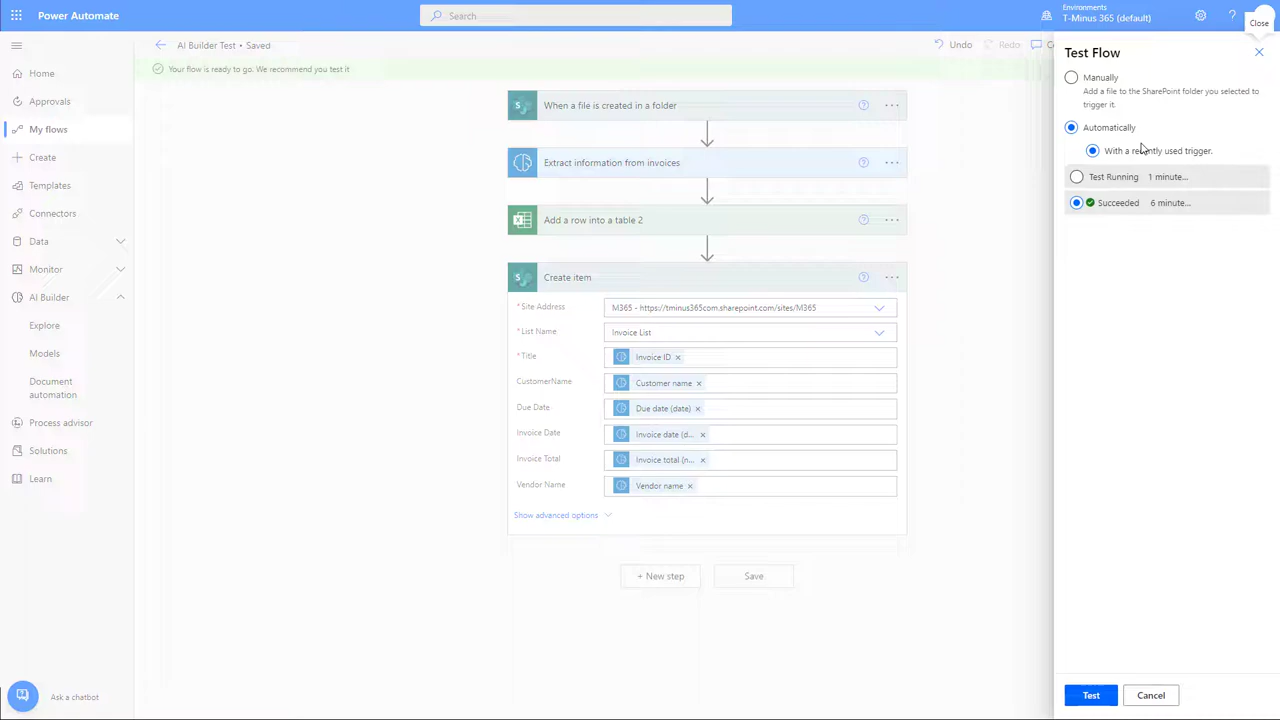 Power Automate
Search
Environments
T-Minus 365 (default)
Close
AI Builder Test • Saved
Undo
Redo
Your flow is ready to go. We recommend you test it
Home
Approvals
My flows
Create
Templates
Connectors
Data
Monitor
AI Builder
Explore
Models
Document
automation
Process advisor
Solutions
Learn
Ask a chatbot
When a file is created in a folder
Extract information from invoices
Add a row into a table 2
Create item
* Site Address
M365 - https://tminus365com.sharepoint.com/sites/M365
* List Name
Invoice List
* Title
Invoice ID
CustomerName
Customer name
Due Date
Due date (date)
Invoice Date
Invoice date (d...
Invoice Total
Invoice total (n...
Vendor Name
Vendor name
Show advanced options
+ New step
Save
Test Flow
Manually
Add a file to the SharePoint folder you selected to
trigger it.
Automatically
With a recently used trigger.
Test Running 1 minute...
Succeeded 6 minute...
Test
Cancel